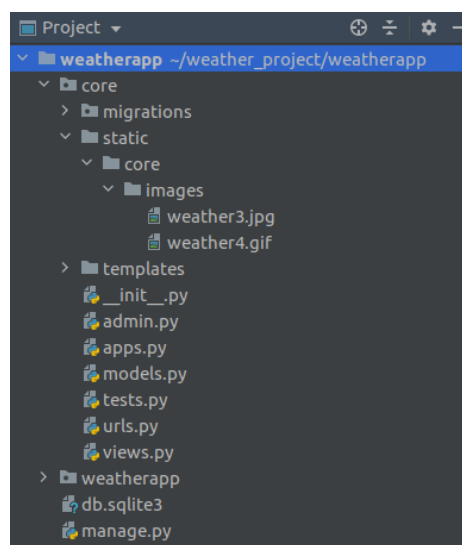 Project
weatherapp ~/weather_project/weatherapp
core
migrations
static
core
images
weather3.jpg
weather4.gif
templates
__init__.py
admin.py
apps.py
models.py
tests.py
urls.py
views.py
weatherapp
db.sqlite3
manage.py